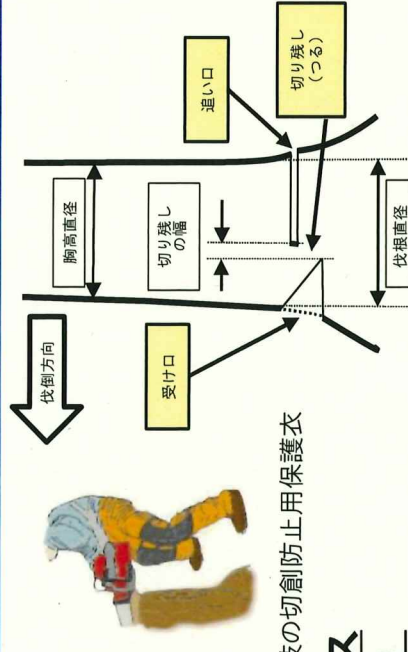 伐倒方向
胸高直径
切り残し
の幅
追い口
切り残し
(つる)
受け口
伐根直径
の切創防止用保護衣
ス